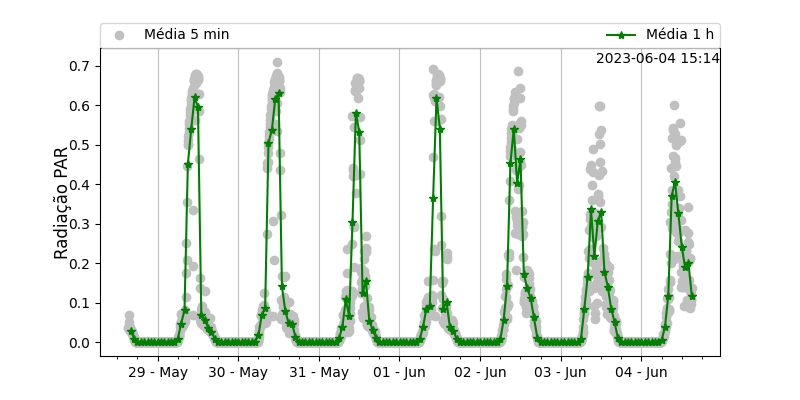 Média 5 min
Média 1 h
2023-06-04 15:14
Radiação PAR
0.7
0.6
0.5
0.4
0.3
0.2
0.1
0.0
29 - May
30 - May
31 - May
01 - Jun
02 - Jun
03 - Jun
04 - Jun